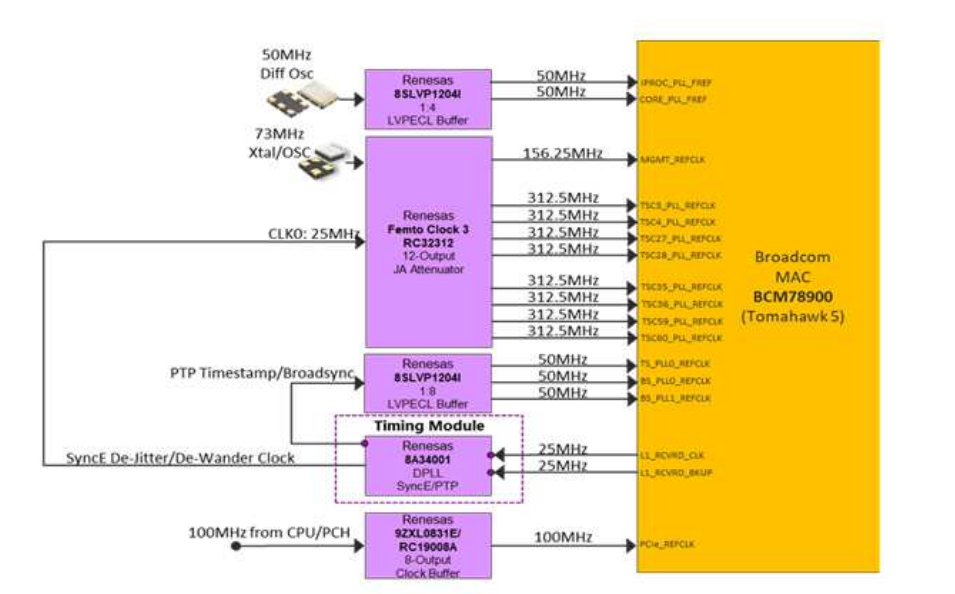 50MHz
Diff Osc
Renesas
8SLVP1204I
1:4
LVPECL Buffer
50MHz
50MHz
IPROC_PLL_FREF
CORE_PLL_FREF
73MHz
Xtal/OSC
156.25MHz
MGMT_REFCLK
Renesas
Femto Clock 3
RC32312
12-Output
JA Attenuator
CLK0: 25MHz
312.5MHz
312.5MHz
312.5MHz
312.5MHz
TSC3_PLL_REFCLK
TSC4_PLL_REFCLK
TSC27_PLL_REFCLK
TSC28_PLL_REFCLK
312.5MHz
312.5MHz
312.5MHz
312.5MHz
TSC35_PLL_REFCLK
TSC36_PLL_REFCLK
TSC59_PLL_REFCLK
TSC60_PLL_REFCLK
Broadcom
MAC
BCM78900
(Tomahawk 5)
PTP Timestamp/Broadsync
Renesas
8SLVP1204I
1:8
LVPECL Buffer
50MHz
50MHz
50MHz
TS_PLL0_REFCLK
BS_PLL0_REFCLK
BS_PLL1_REFCLK
Timing Module
Renesas
8A34001
DPLL
SyncE/PTP
SyncE De-Jitter/De-Wander Clock
25MHz
25MHz
L1_RCVRD_CLK
L1_RCVRD_BKUP
100MHz from CPU/PCH
Renesas
9ZXL0831E/
RC19008A
8-Output
Clock Buffer
100MHz
PCIe_REFCLK